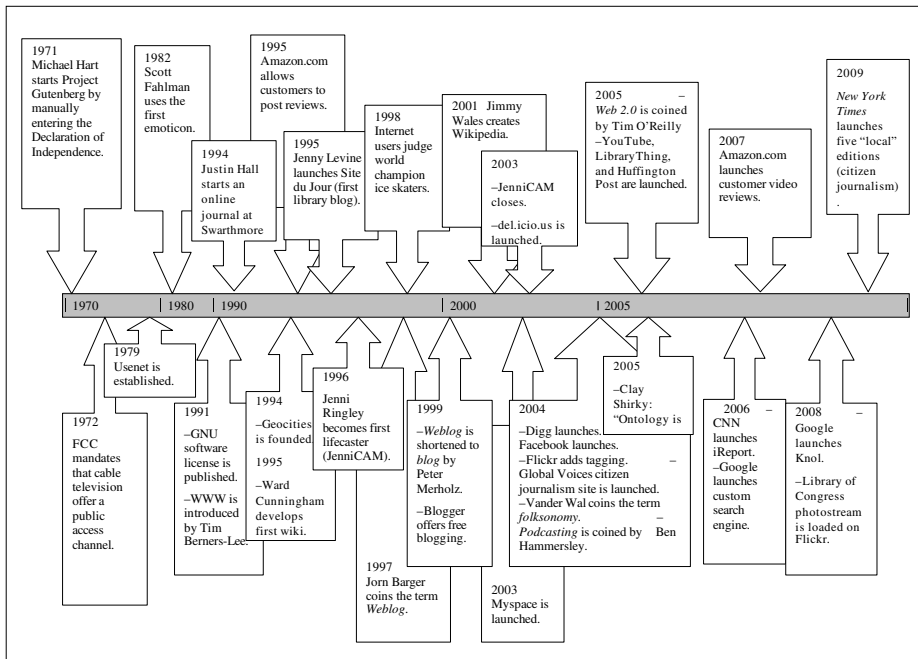 1971
Michael Hart
starts Project
Gutenberg by
manually
entering the
Declaration of
Independence.
1982
Scott
Fahlman
uses the
first
emoticon.
1994
Justin Hall
starts an
online
journal at
Swarthmore
1995
Amazon.com
allows
customers to
post reviews.
1995
Jenny Levine
launches Site
du Jour (first
library blog).
1998
Internet
users judge
world
champion
ice skaters.
2001 Jimmy
Wales creates
Wikipedia.
2003
–JenniCAM
closes.
–del.icio.us is
launched.
2005 –
Web 2.0 is coined
by Tim O'Reilly
–YouTube,
LibraryThing,
and Huffington
Post are launched.
2007
Amazon.com
launches
customer video
reviews.
2009
New York
Times
launches
five "local"
editions
(citizen
journalism)
.
1970
1980
1990
2000
2005
1979
Usenet is
established.
1972
FCC
mandates
that cable
television
offer a
public
access
channel.
1991
–GNU
software
license is
published.
–WWW is
introduced
by Tim
Berners-Lee.
1994
–Geocities
is founded.
1995
–Ward
Cunningham
develops
first wiki.
1996
Jenni
Ringley
becomes first
lifecaster
(JenniCAM).
1997
Jorn Barger
coins the term
Weblog.
1999
–Weblog is
shortened to
blog by
Peter
Merholz.
–Blogger
offers free
blogging.
2003
Myspace is
launched.
2004 –
–Digg launches.
Facebook launches.
–Flickr adds tagging. –
Global Voices citizen
journalism site is launched.
–Vander Wal coins the term
folksonomy. –
Podcasting is coined by Ben
Hammersley.
2005
–Clay
Shirky:
"Ontology is
2006 –
CNN
launches
iReport.
–Google
launches
custom
search
engine.
2008 –
Google
launches
Knol.
–Library of
Congress
photostream
is loaded on
Flickr.